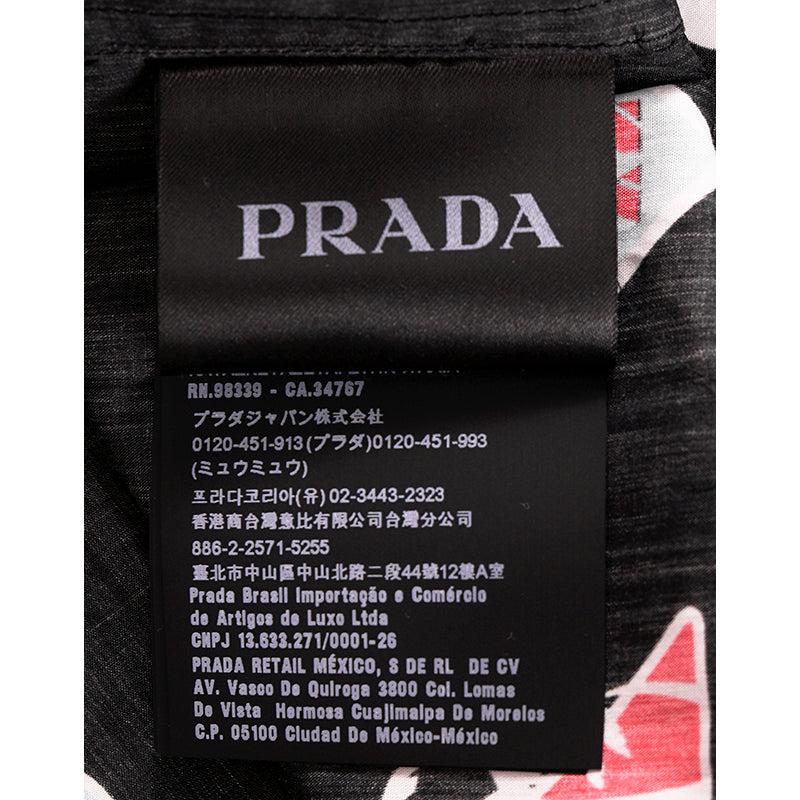 PRADA
RN.98339 - CA.34767
プラダジャパン株式会社
0120-451-913(プラダ)0120-451-993
(ミュウミュウ)
프라다코리아(유)02-3443-2323
香港商台灣意比有限公司台灣分公司
886-2-2571-5255
臺北市中山區中山北路二段44號12樓A室
Prada Brasil Importação e Comércio
de Artigos de Luxo Ltda
CNPJ 13.633.271/0001-26
PRADA RETAIL MÉXICO, S DE RL DE CV
AV. Vasco De Quiroga 3800 Col. Lomas
De Vista Hermosa Cuajimalpa De Morelos
C.P. 05100 Ciudad De México-México